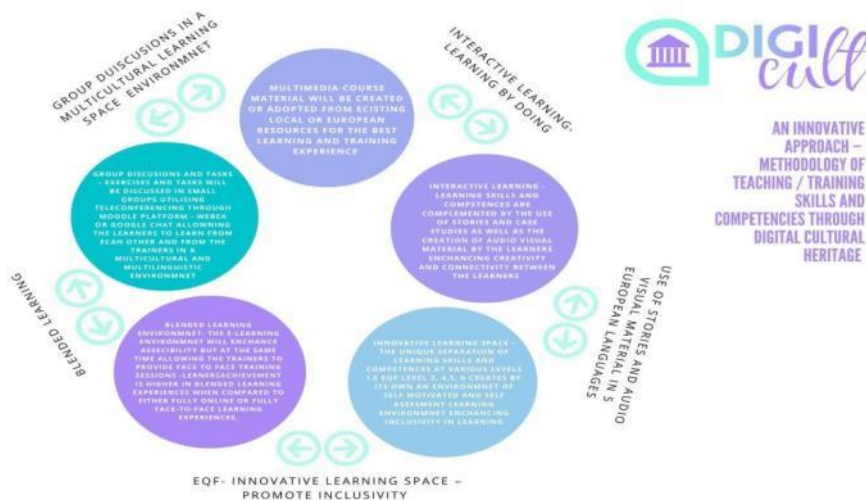 GROUP DUISCUSIONS IN A
MULTICULTURAL LEARNING
SPACE ENVIRONMNET
INTERACTIVE LEARNING-
LEARNING BY DOING
DIGI
cult
AN INNOVATIVE
APPROACH –
METHODOLOGY OF
TEACHING / TRAINING
SKILLS AND
COMPETENCIES THROUGH
DIGITAL CULTURAL
HERITAGE
MULTIMEDIA COURSE
MATERIAL WILL BE CREATED
OR ADOPTED FROM ECISTING
LOCAL OR EUROPEAN
RESOURCES FOR THE BEST
LEARNING AND TRAINING
EXPERIENCE
GROUP DISCUSIONS AND TASKS
- EXERCISES AND TASKS WILL
BE DISCUSSED IN SMALL
GROUPS UTILISING
TELECONFERENCING THROUGH
MOODLE PLATFORM - WEBEX
OR GOOGLE CHAT ALLOWNING
THE LEARNERS TO LEARN FROM
ECAH OTHER AND FROM THE
TRAINERS IN A
MULTICULTURAL AND
MULTILINGUISTIC
ENVIRONMNET
INTERACTIVE LEARNING -
LEARNING SKILLS AND
COMPETENCES ARE
COMPLEMENTED BY THE USE
OF STORIES AND CASE
STUDIES AS WELL AS THE
CREATION OF AUDIO VISUAL
MATERIAL BY THE LEARNERS
ENHANCING CREATIVITY
AND CONNECTIVITY BETWEEN
THE LEARNERS
BLENDED LEARNING
USE OF STORIES AND AUDIO
VISUAL MATERIAL IN 5
EUROPEAN LANGUAGES
BLENDED LEARNING
ENVIRONMNET- THE E-LEARNING
ENVIRONMNET WILL ENCHANCE
ASSECIBILITY BUT AT THE SAME
TIME ALLOWING THE TRAINERS TO
PROVIDE FACE TO FACE TRAINING
SESSIONS -LERNERSACHIEVEMENT
IS HIGHER IN BLENDED LEARNING
EXPERIENCES WHEN COMPARED TO
EITHER FULLY ONLINE OR FULLY
FACE-TO-FACE LEARNING
EXPERIENCES.
INNOVATIVE LEARNING SPACE -
THE UNIQUE SEPARATION OF
LEARNING SKILLS AND
COMPETENCES AT VARIOUS LEVELS
I.E EQF LEVEL 3, 4,5, 6 CREATES BY
ITS OWN AN ENVIRONMNET OF
SELF MOTIVATED AND SELF
ASSESMENT LEARNING
ENVIRONMNET ENCHANCING
INCLUSIVITY IN LEARNING
EQF- INNOVATIVE LEARNING SPACE –
PROMOTE INCLUSIVITY